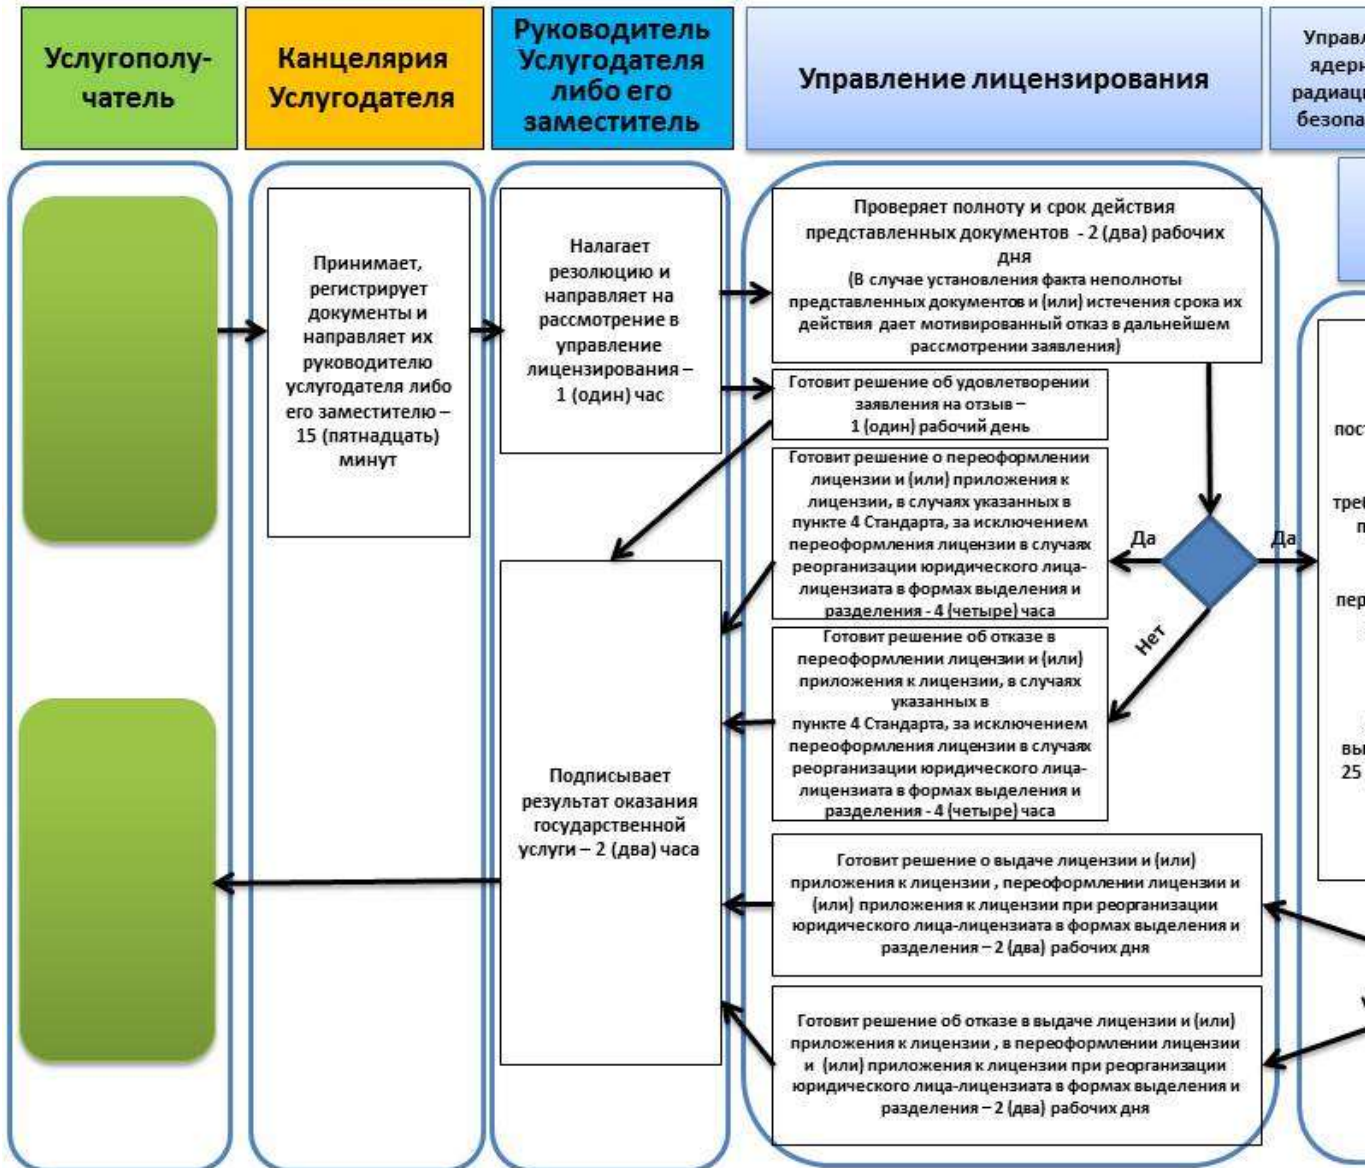 Услугополу-
чатель
Канцелярия
Услугодателя
Руководитель
Услугодателя
либо его
заместитель
Управление лицензирования
Принимает,
регистрирует
документы и
направляет их
руководителю
услугодателя либо
его заместителю –
15 (пятнадцать)
минут
Налагает
резолюцию и
направляет на
рассмотрение в
управление
лицензирования –
1 (один) час
Подписывает
результат оказания
государственной
услуги – 2 (два) часа
Проверяет полноту и срок действия
представленных документов - 2 (два) рабочих
дня
(В случае установления факта неполноты
представленных документов и (или) истечения срока их
действия дает мотивированный отказ в дальнейшем
рассмотрении заявления)
Готовит решение об удовлетворении
заявления на отзыв –
1 (один) рабочий день
Готовит решение о переоформлении
лицензии и (или) приложения к
лицензии, в случаях указанных в
пункте 4 Стандарта, за исключением
переоформления лицензии в случаях
реорганизации юридического лица-
лицензиата в формах выделения и
разделения - 4 (четыре) часа
Да
Да
Нет
Готовит решение об отказе в
переоформлении лицензии и (или)
приложения к лицензии, в случаях
указанных в
пункте 4 Стандарта, за исключением
переоформления лицензии в случаях
реорганизации юридического лица-
лицензиата в формах выделения и
разделения - 4 (четыре) часа
Готовит решение о выдаче лицензии и (или)
приложения к лицензии , переоформлении лицензии и
(или) приложения к лицензии при реорганизации
юридического лица-лицензиата в формах выделения и
разделения – 2 (два) рабочих дня
Готовит решение об отказе в выдаче лицензии и (или)
приложения к лицензии , в переоформлении лицензии
и (или) приложения к лицензии при реорганизации
юридического лица-лицензиата в формах выделения и
разделения – 2 (два) рабочих дня
25